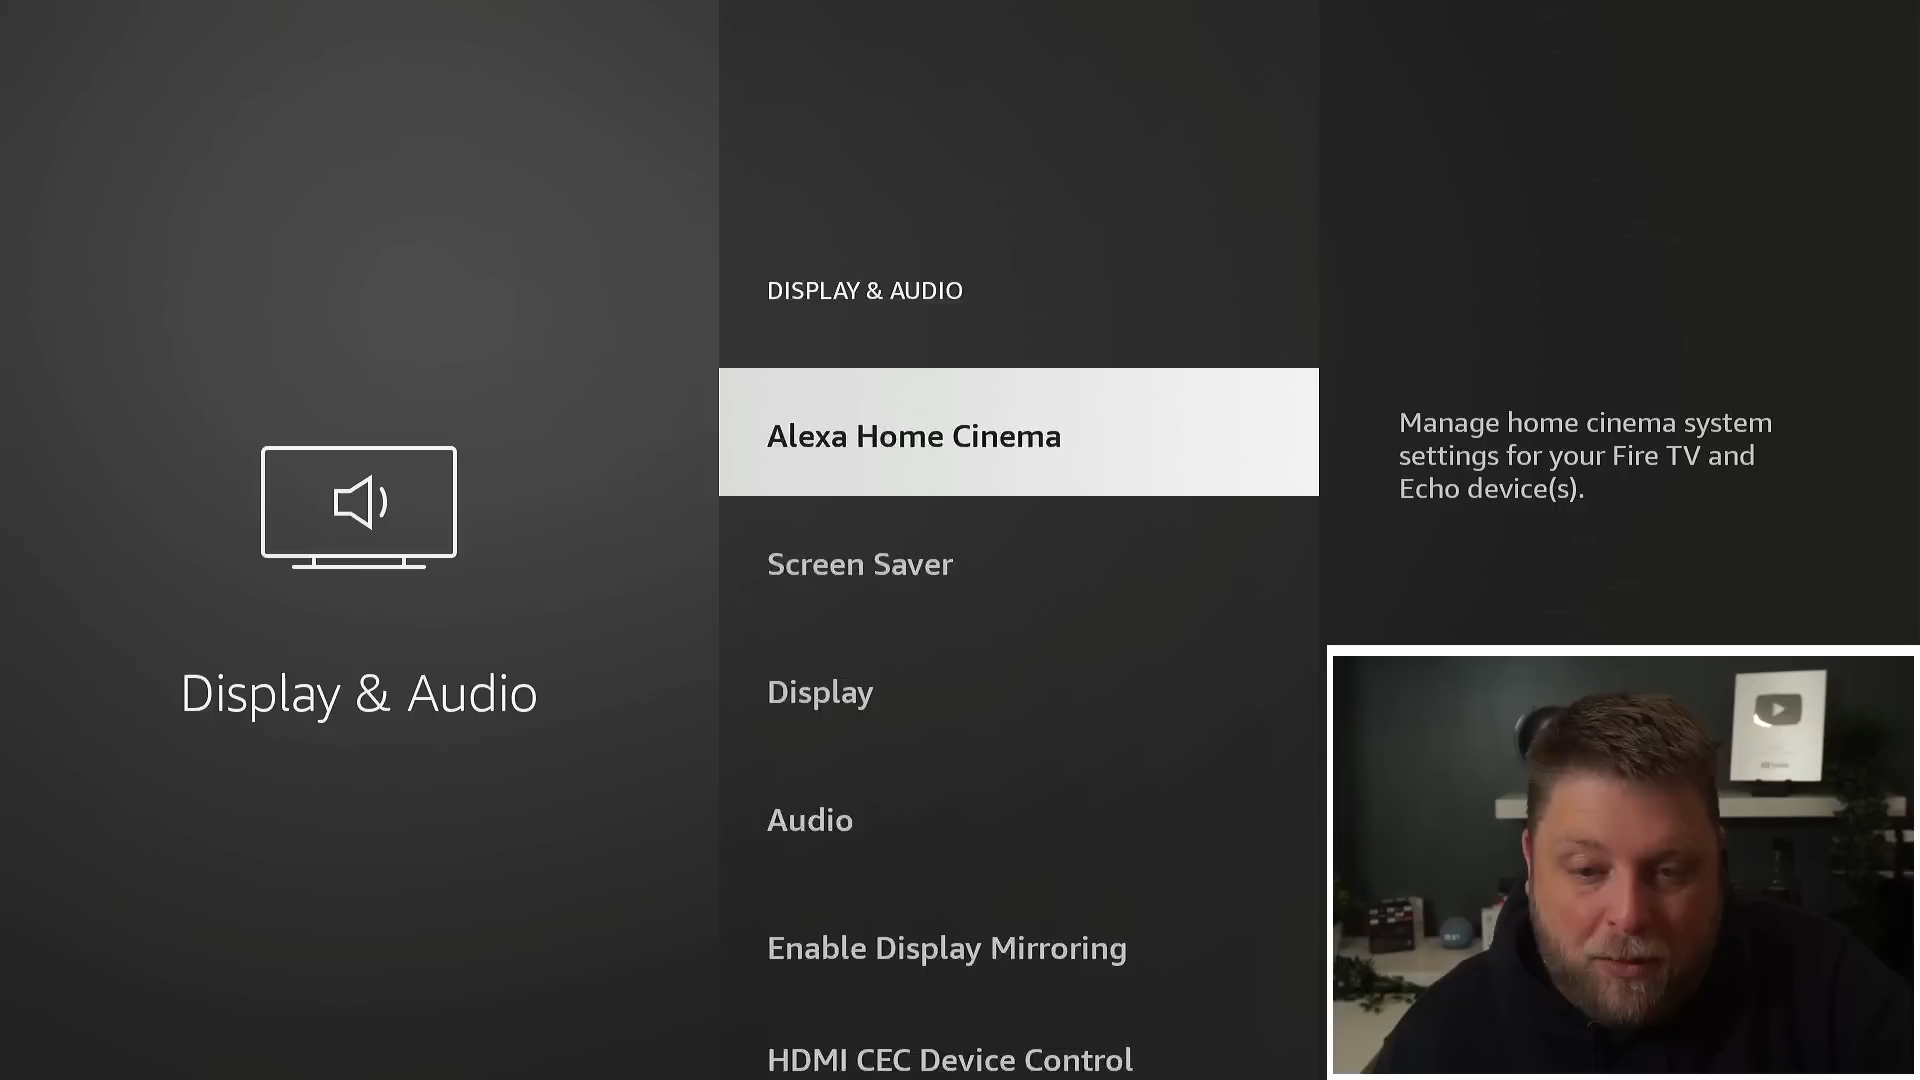 Display & Audio
DISPLAY & AUDIO
Alexa Home Cinema
Screen Saver
Display
Audio
Enable Display Mirroring
HDMI CEC Device Control
Manage home cinema system
settings for your Fire TV and
Echo device(s).